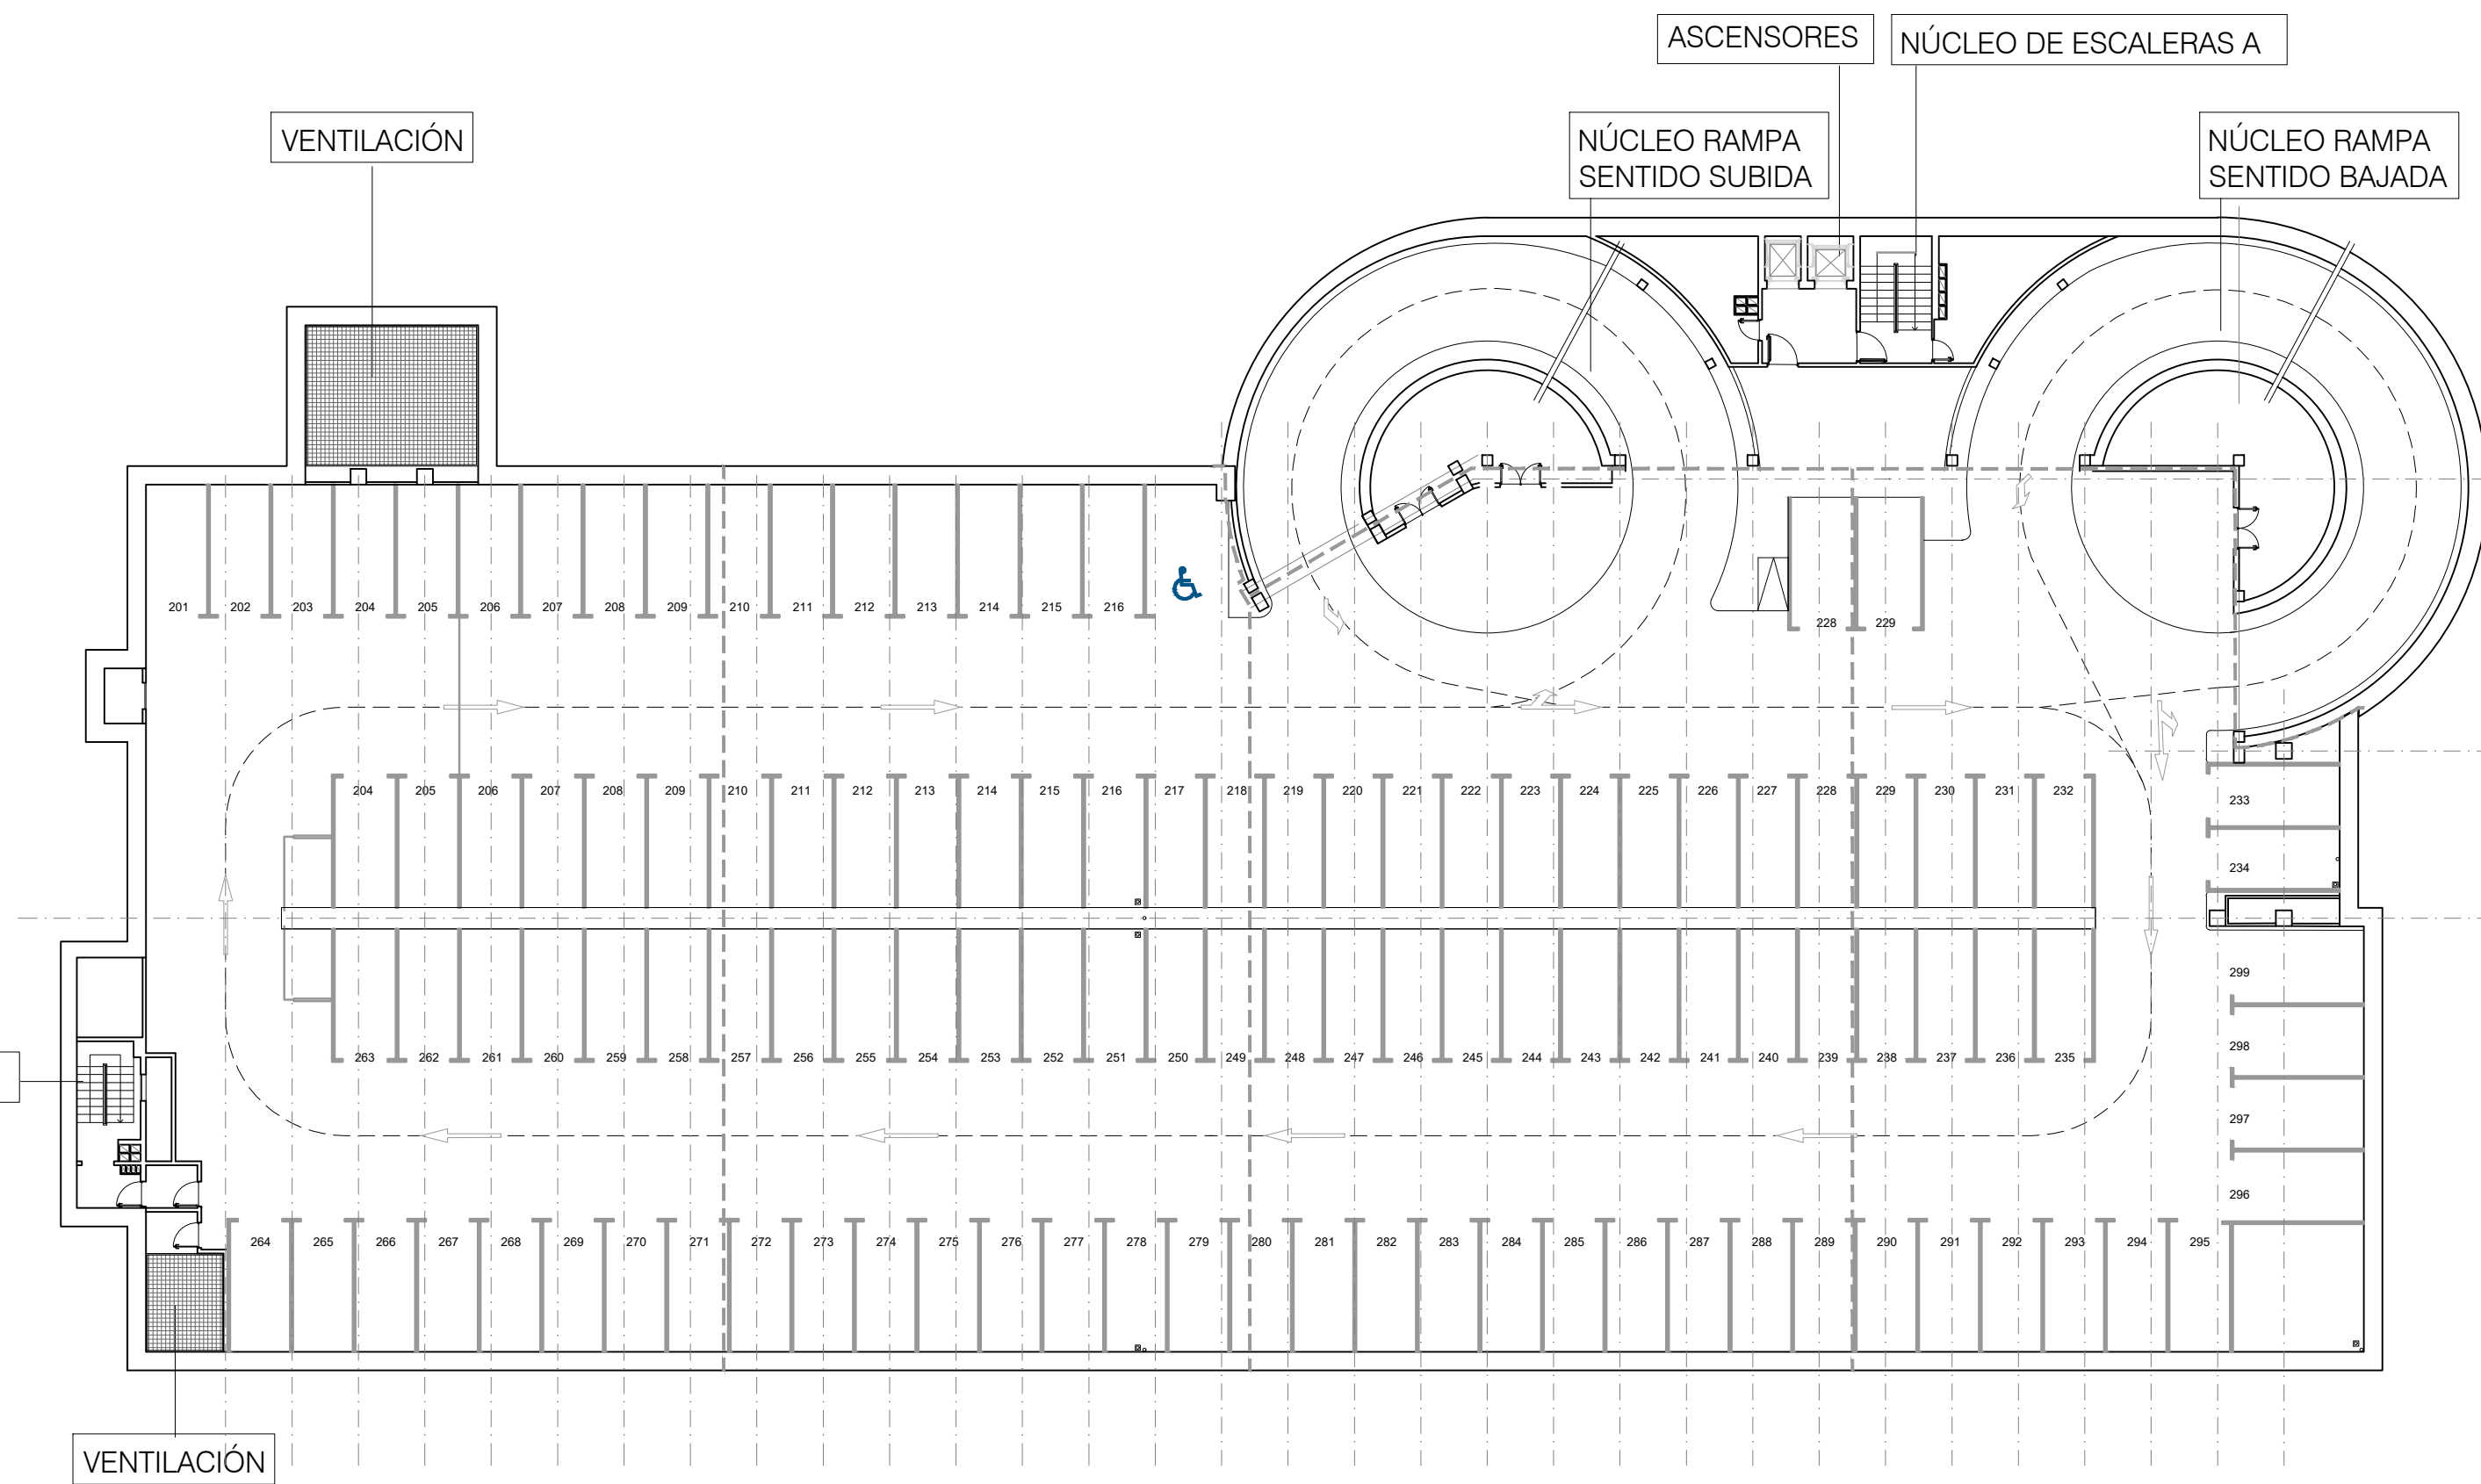 ASCENSORES
NÚCLEO DE ESCALERAS A
VENTILACIÓN
NÚCLEO RAMPA
SENTIDO SUBIDA
NÚCLEO RAMPA
SENTIDO BAJADA
201 202 203 204 205 206 207 208 209 210 211 212 213 214 215 216
228 229
204 205 206 207 208 209 210 211 212 213 214 215 216 217 218 219 220 221 222 223 224 225 226 227 228 229 230 231 232
233
234
299
298
263 262 261 260 259 258 257 256 255 254 253 252 251 250 249 248 247 246 245 244 243 242 241 240 239 238 237 236 235
297
296
264 265 266 267 268 269 270 271 272 273 274 275 276 277 278 279 280 281 282 283 284 285 286 287 288 289 290 291 292 293 294 295
VENTILACIÓN